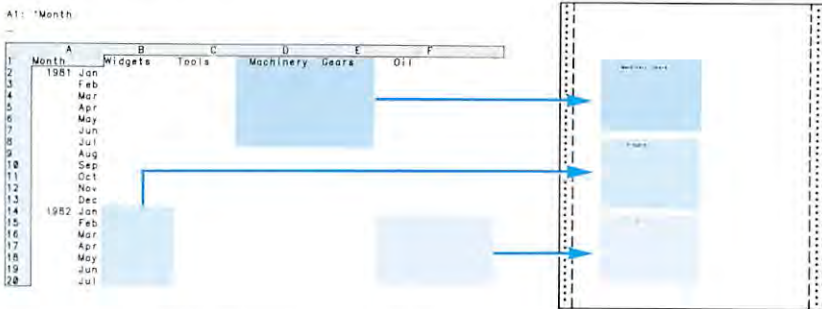 A1: 'Month
A B C D E F
1 Month Widgets Tools Machinery Gears Oil
2 1981 Jan
3 Feb
4 Mar
5 Apr
6 May
7 Jun
8 Jul
9 Aug
10 Sep
11 Oct
12 Nov
13 Dec
14 1982 Jan
15 Feb
16 Mar
17 Apr
18 May
19 Jun
20 Jul
Machinery Gears